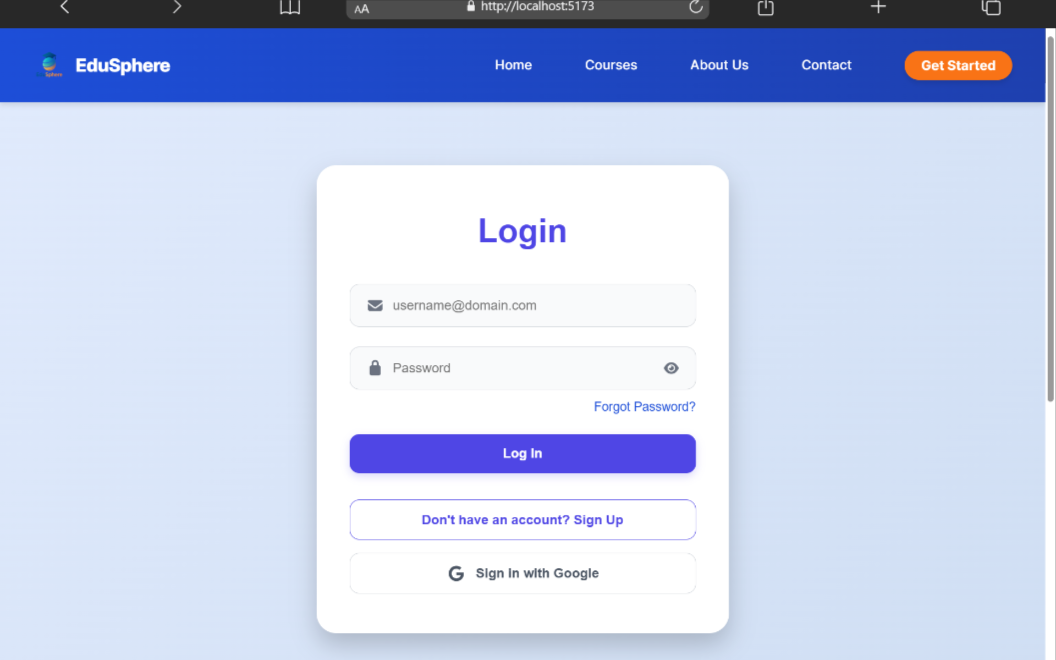 AA http://localhost:5173
Sphere EduSphere Home Courses About Us Contact Get Started
Login
username@domain.com
Password
Forgot Password?
Log In
Don't have an account? Sign Up
G Sign in with Google